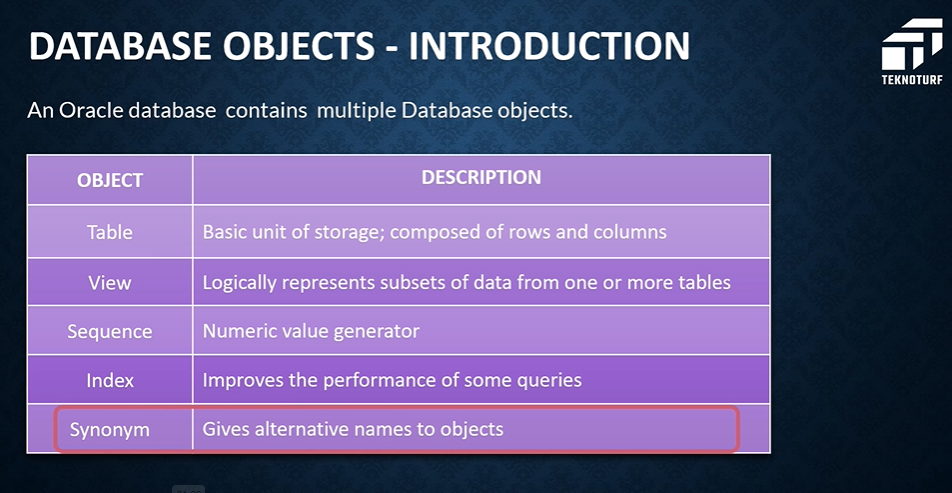 DATABASE OBJECTS - INTRODUCTION
TEKNOTURF
An Oracle database contains multiple Database objects.
OBJECT DESCRIPTION
Table Basic unit of storage; composed of rows and columns
View Logically represents subsets of data from one or more tables
Sequence Numeric value generator
Index Improves the performance of some queries
Synonym Gives alternative names to objects